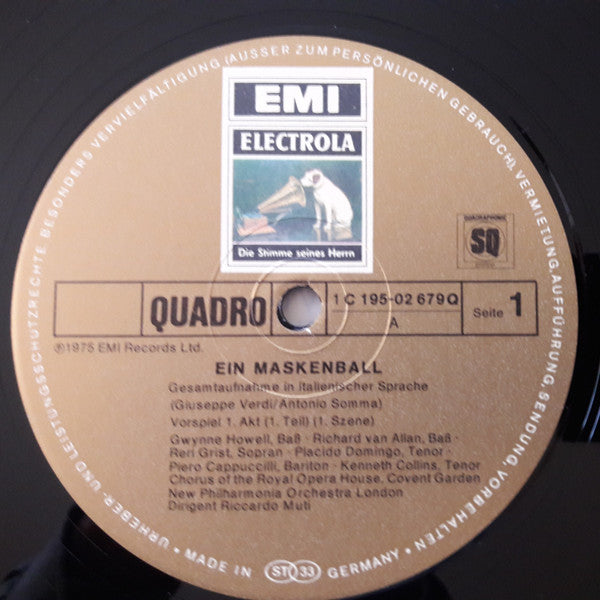 URHEBER- UND LEISTUNGSSCHUTZRECHTE, BESONDERS VERVIELFÄLTIGUNG (AUSSER ZUM PERSÖNLICHEN GEBRAUCH), VERMIETUNG, AUFFÜHRUNG, SENDUNG, VORBEHALTEN
EMI
ELECTROLA
Die Stimme seines Herrn
QUADRAPHONIC
SQ
QUADRO
1 C 195-02 679 Q
A
Seite 1
℗1975 EMI Records Ltd.
EIN MASKENBALL
Gesamtaufnahme in italienischer Sprache
(Giuseppe Verdi/Antonio Somma)
Vorspiel 1. Akt (1. Teil) (1. Szene)
Gwynne Howell, Baß · Richard van Allan, Baß ·
Reri Grist, Sopran · Placido Domingo, Tenor ·
Piero Cappuccilli, Bariton · Kenneth Collins, Tenor
Chorus of the Royal Opera House, Covent Garden
New Philharmonia Orchestra London
Dirigent Riccardo Muti
· MADE IN ST 33 GERMANY ·